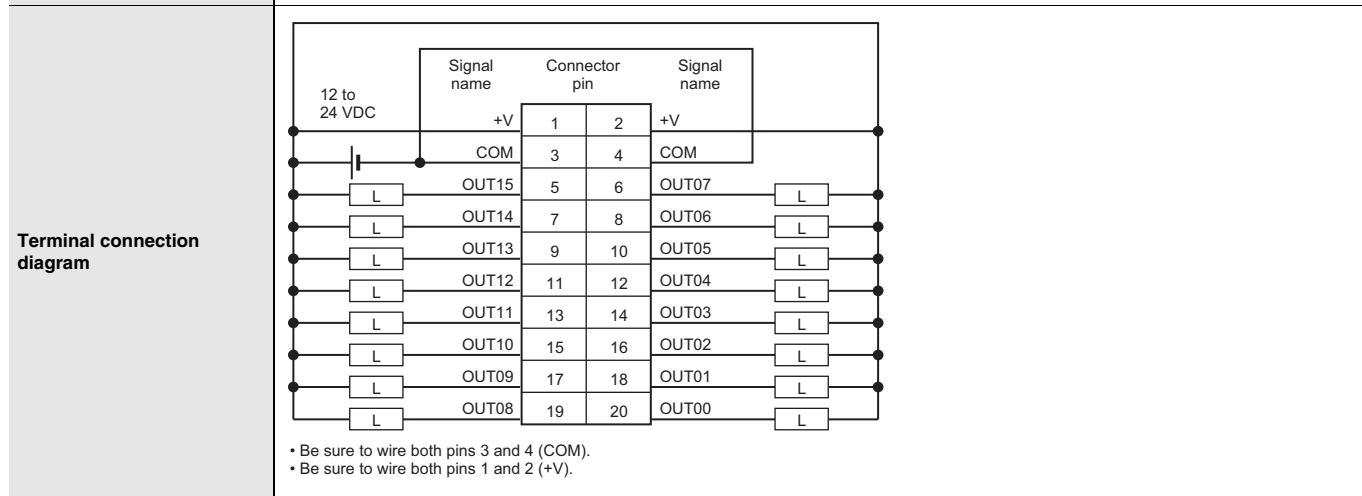 Terminal connection
diagram
Signal name Connector pin Signal name
12 to
24 VDC
+V 1 2 +V
COM 3 4 COM
L OUT15 5 6 OUT07 L
L OUT14 7 8 OUT06 L
L OUT13 9 10 OUT05 L
L OUT12 11 12 OUT04 L
L OUT11 13 14 OUT03 L
L OUT10 15 16 OUT02 L
L OUT09 17 18 OUT01 L
L OUT08 19 20 OUT00 L
• Be sure to wire both pins 3 and 4 (COM).
• Be sure to wire both pins 1 and 2 (+V).